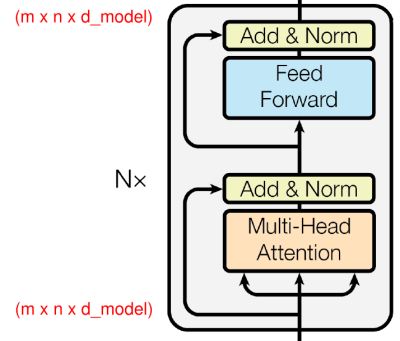 (m x n x d_model)
Add & Norm
Feed
Forward
N×
Add & Norm
Multi-Head
Attention
(m x n x d_model)